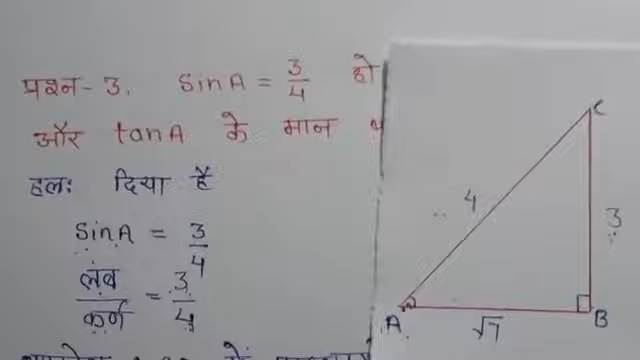 प्रश्न-3. sinA = 3/4 हो
और tanA के मान
हल: दिया है
sinA = 3/4
लंब/कर्ण = 3/4
C
4
3
A
√7
B